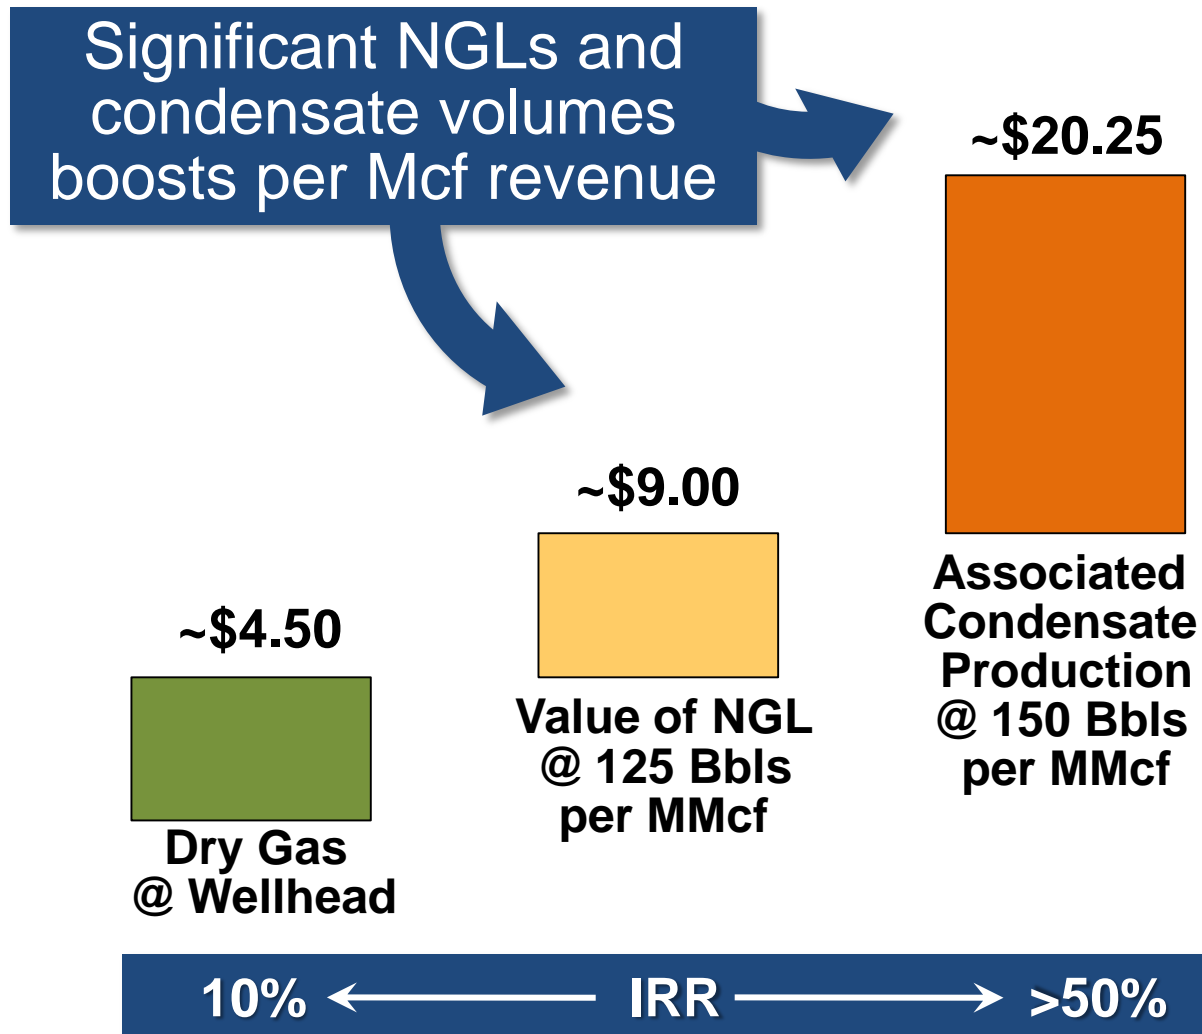 Significant NGLs and
condensate volumes
boosts per Mcf revenue
~$20.25
~$9.00
~$4.50
Associated
Condensate
Production
@ 150 Bbls
per MMcf
Value of NGL
@ 125 Bbls
per MMcf
Dry Gas
@ Wellhead
10% IRR >50%